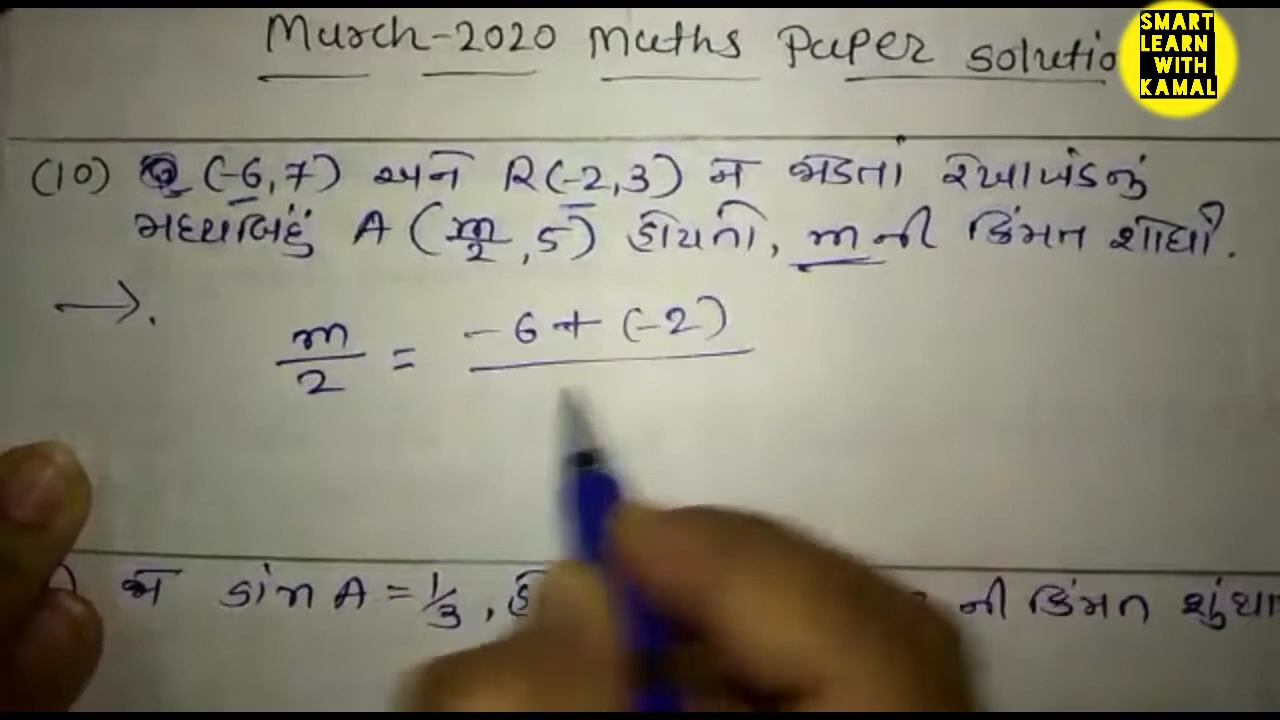 March-2020 Maths Paper solutio
SMART
LEARN
WITH
KAMAL
(10) Q (-6,7) અને R(-2,3) ને જોડતાં રેખાખંડનું
મધ્યબિંદુ A (m/2 ,5) હોયતો, m ની કિંમત શોધો.
→.
m/2 = -6+ (-2)
જો A = 1/3, ની કિંમત શું થા